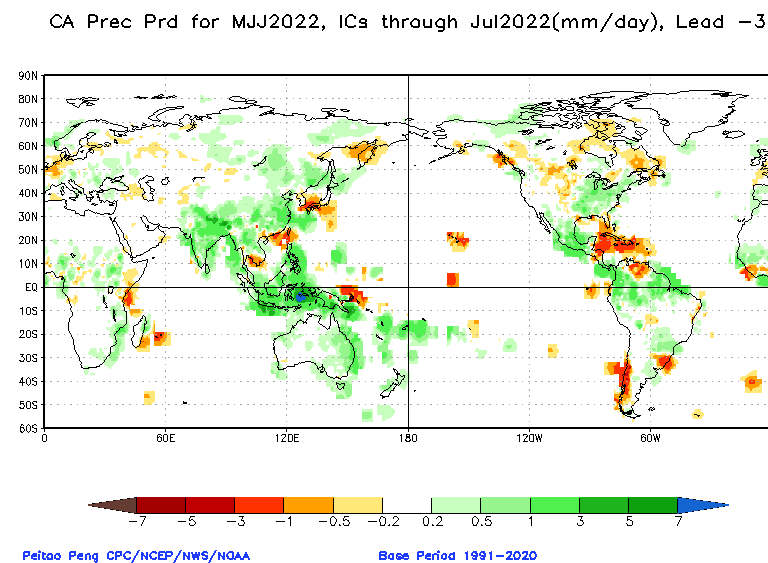 CA Prec Prd for MJJ2022, ICs through Jul2022(mm/day), Lead −3
90N
80N
70N
60N
50N
40N
30N
20N
10N
EQ
10S
20S
30S
40S
50S
60S
0 60E 120E 180 120W 60W
−7 −5 −3 −1 −0.5 −0.2 0.2 0.5 1 3 5 7
Peitao Peng CPC/NCEP/NWS/NOAA Base Period 1991−2020